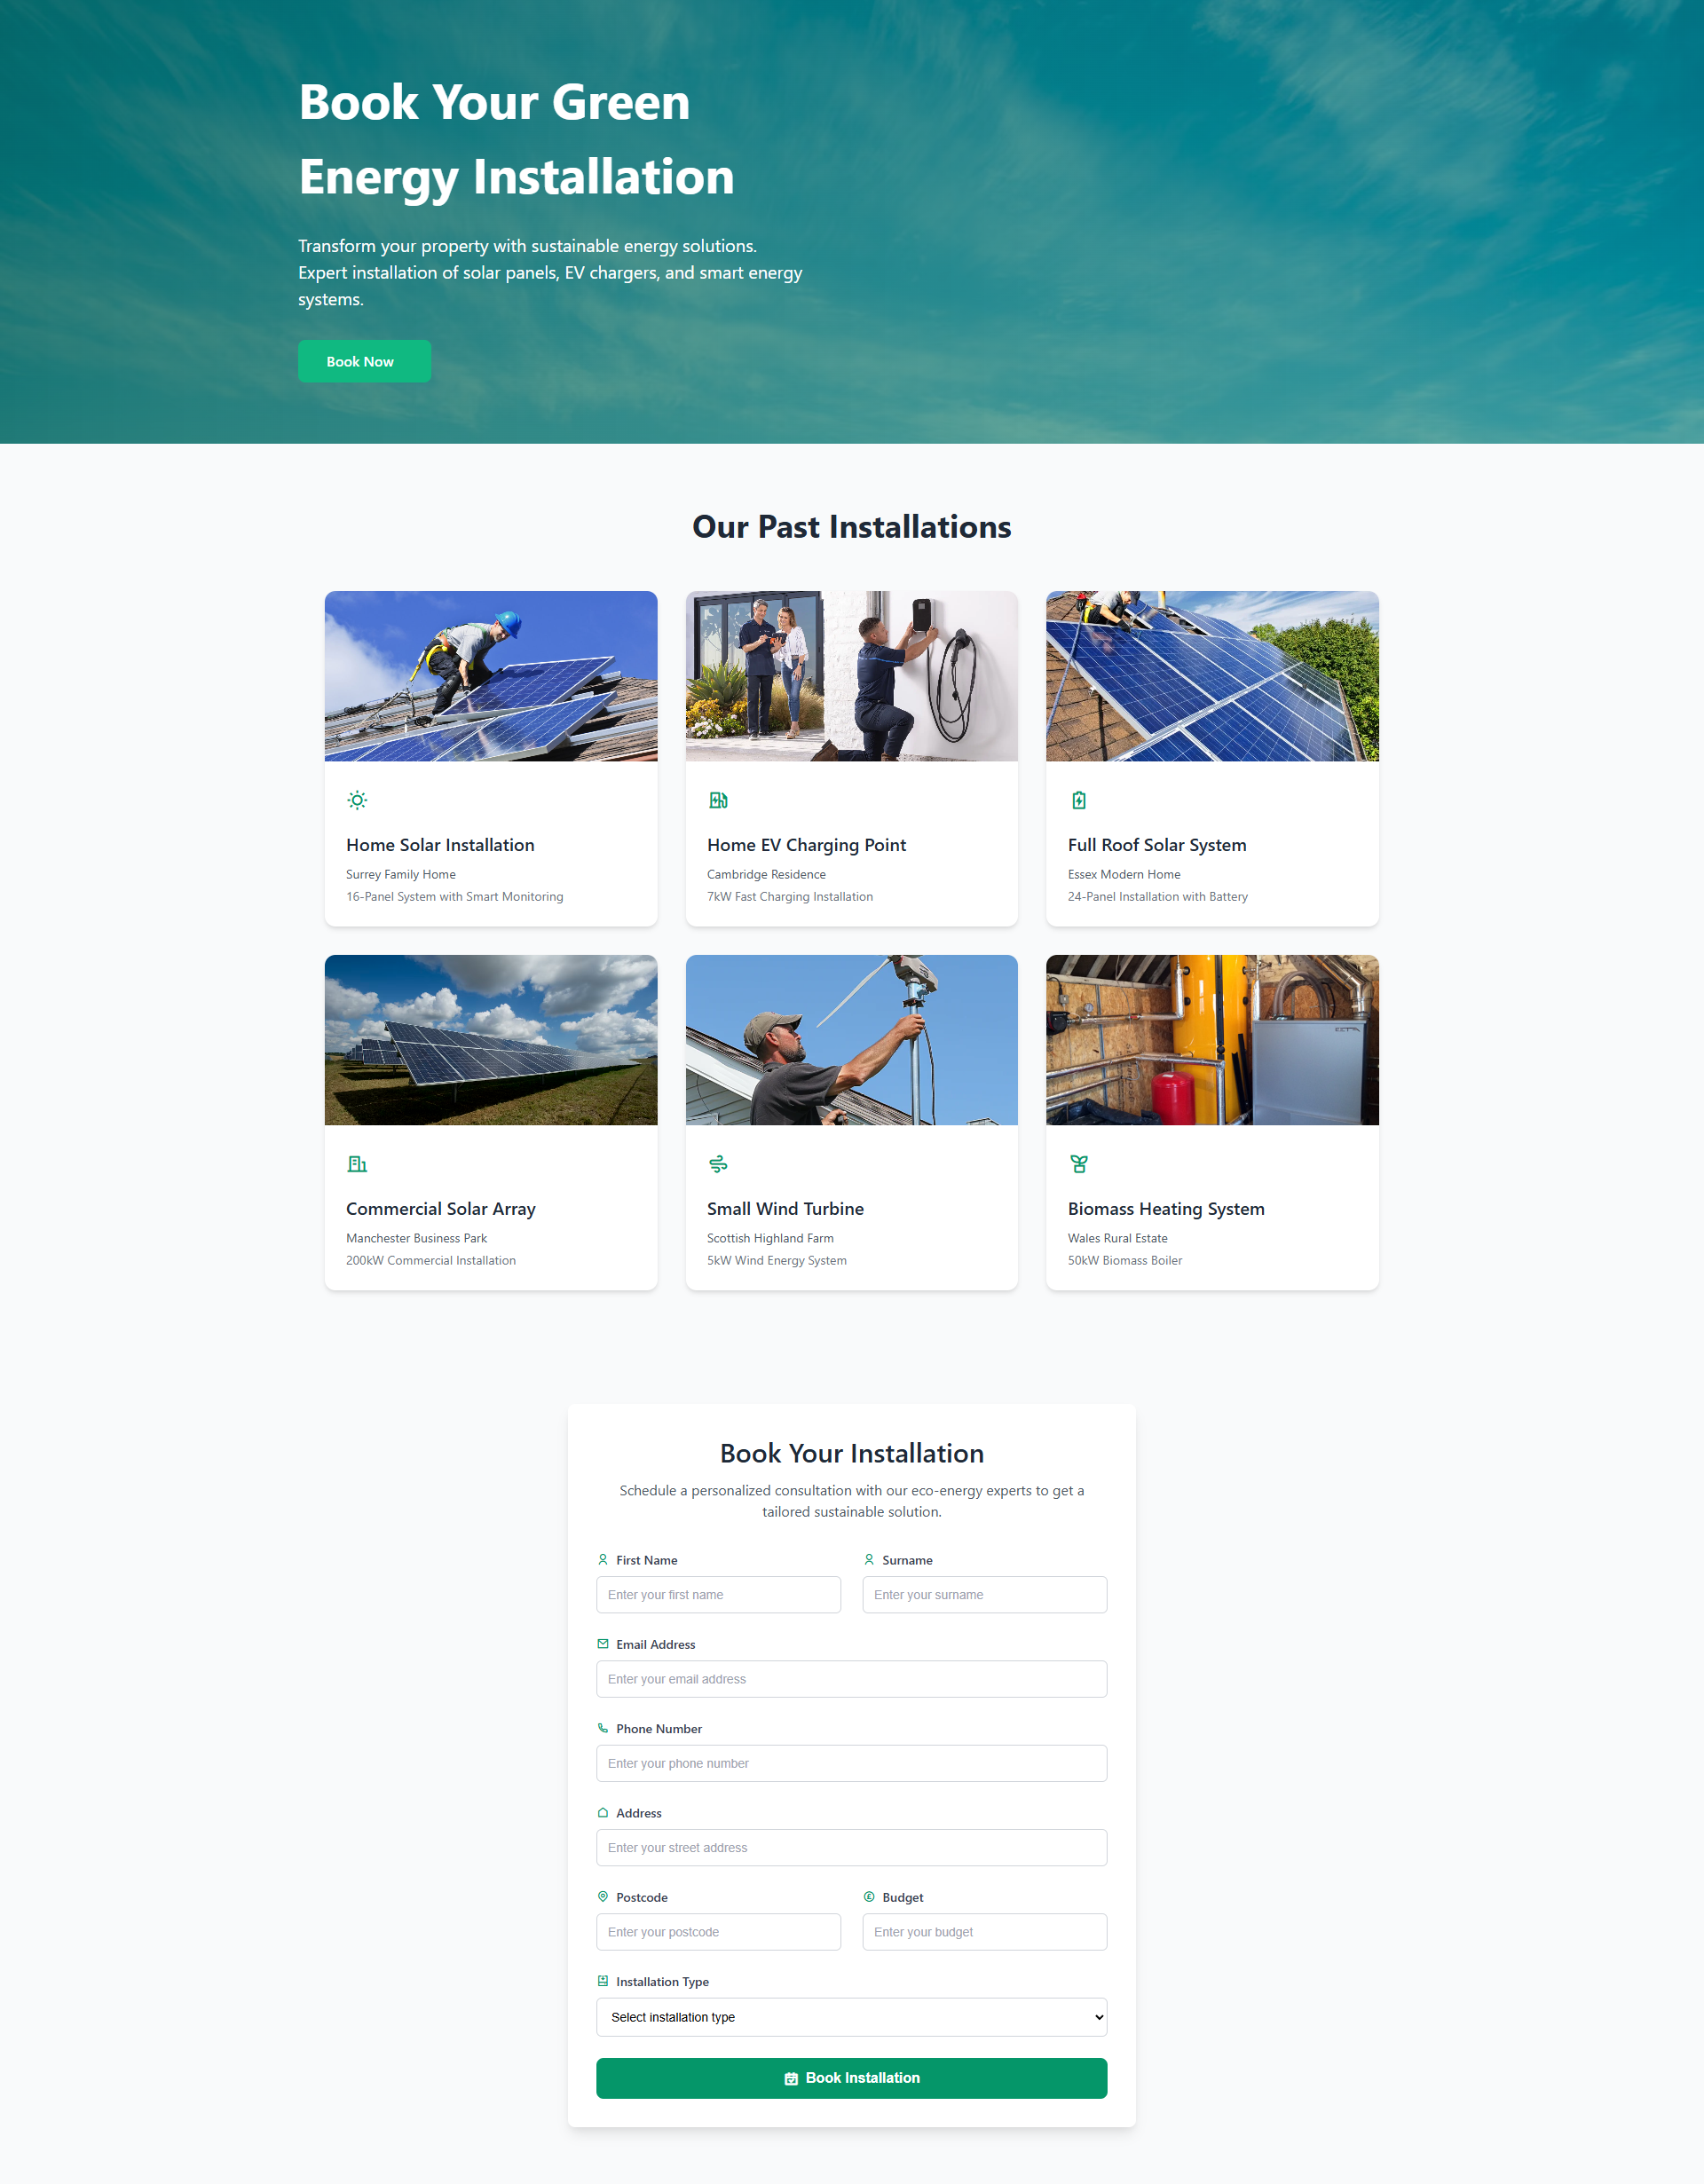 Book Your Green
Energy Installation
Transform your property with sustainable energy solutions.
Expert installation of solar panels, EV chargers, and smart energy
systems.
Book Now
Our Past Installations
Home Solar Installation
Surrey Family Home
16-Panel System with Smart Monitoring
Home EV Charging Point
Cambridge Residence
7kW Fast Charging Installation
Full Roof Solar System
Essex Modern Home
24-Panel Installation with Battery
Commercial Solar Array
Manchester Business Park
200kW Commercial Installation
Small Wind Turbine
Scottish Highland Farm
5kW Wind Energy System
Biomass Heating System
Wales Rural Estate
50kW Biomass Boiler
Book Your Installation
Schedule a personalized consultation with our eco-energy experts to get a
tailored sustainable solution.
First Name
Enter your first name
Surname
Enter your surname
Email Address
Enter your email address
Phone Number
Enter your phone number
Address
Enter your street address
Postcode
Enter your postcode
Budget
Enter your budget
Installation Type
Select installation type
Book Installation